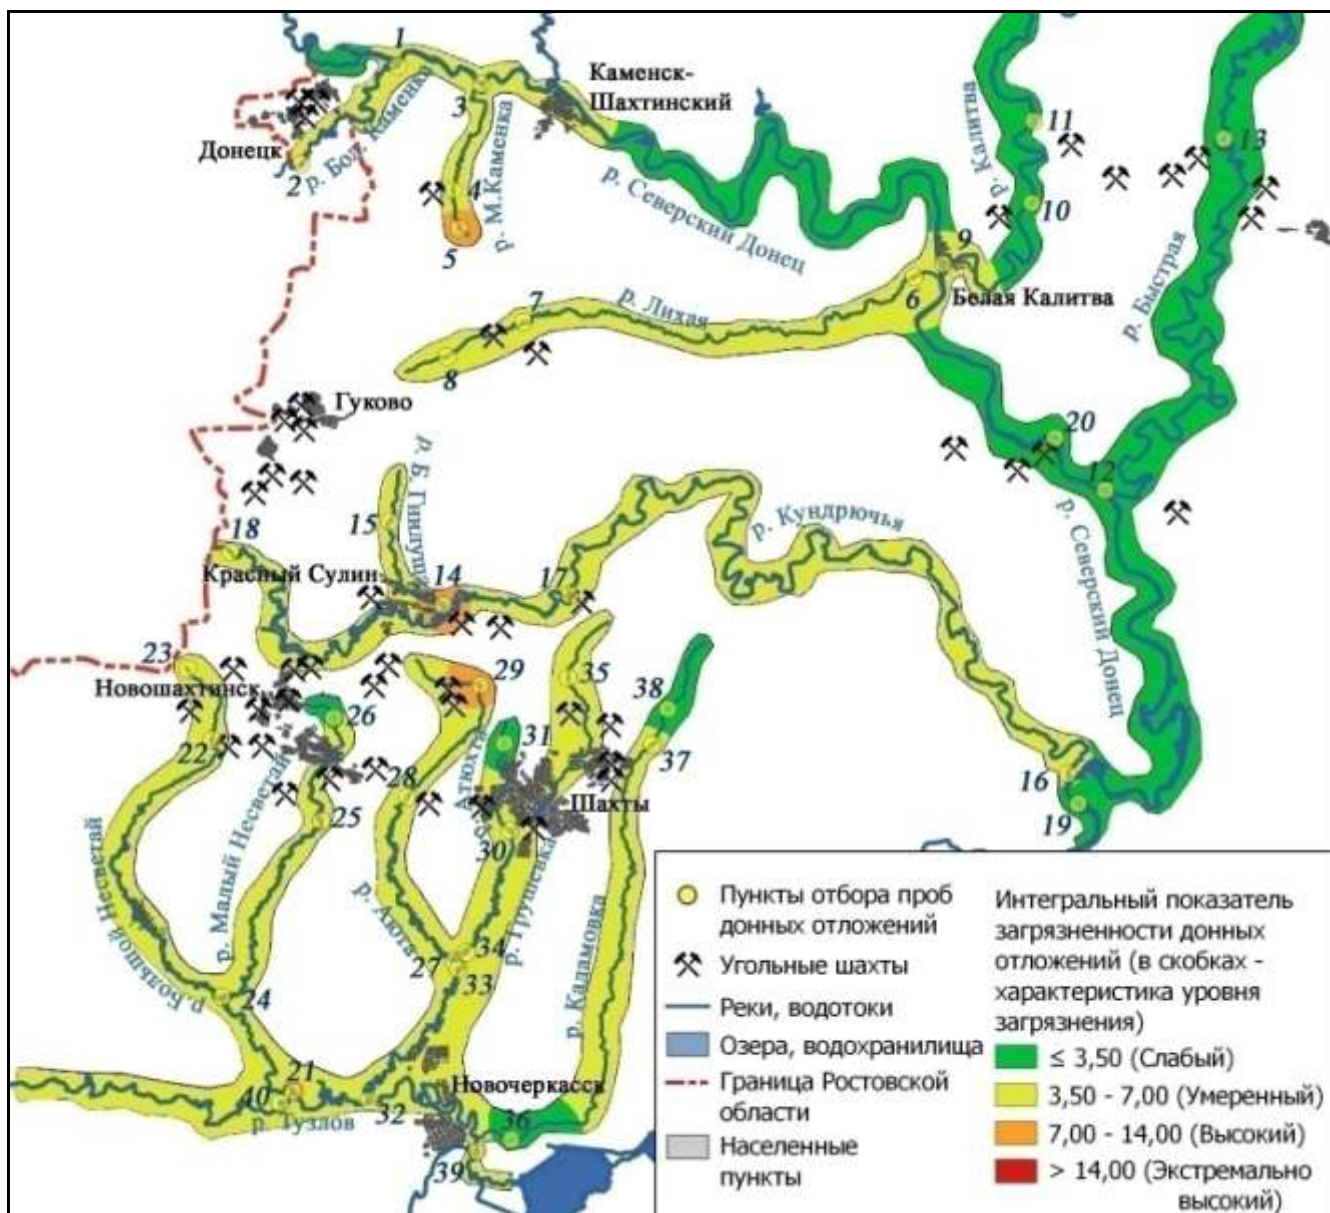 1
Каменск-
Шахтинский
3
11
р. Калитва
13
Донецк
р. Бол. Каменка
2
р. М.Каменка
4
5
р. Северский Донец
10
9
6
Белая Калитва
р. Быстрая
7
р. Лихая
8
Гуково
20
12
р. Б. Гнилуша
15
р. Кундрючья
р. Северский Донец
18
Красный Сулин
14
17
23
Новошахтинск
29
35
38
26
31
37
22
р. Атюхта
28
Шахты
16
19
р. Малый Несветай
25
30
р. Большой Несветай
р. Аюта
р. Грушевка
р. Кадамовка
27
34
33
24
21
40
р. Тузлов
32
Новочеркасск
36
39
Пункты отбора проб
донных отложений
Угольные шахты
Реки, водотоки
Озера, водохранилища
Граница Ростовской
области
Населенные
пункты
Интегральный показатель
загрязненности донных
отложений (в скобках -
характеристика уровня
загрязнения)
≤ 3,50 (Слабый)
3,50 - 7,00 (Умеренный)
7,00 - 14,00 (Высокий)
> 14,00 (Экстремально
высокий)